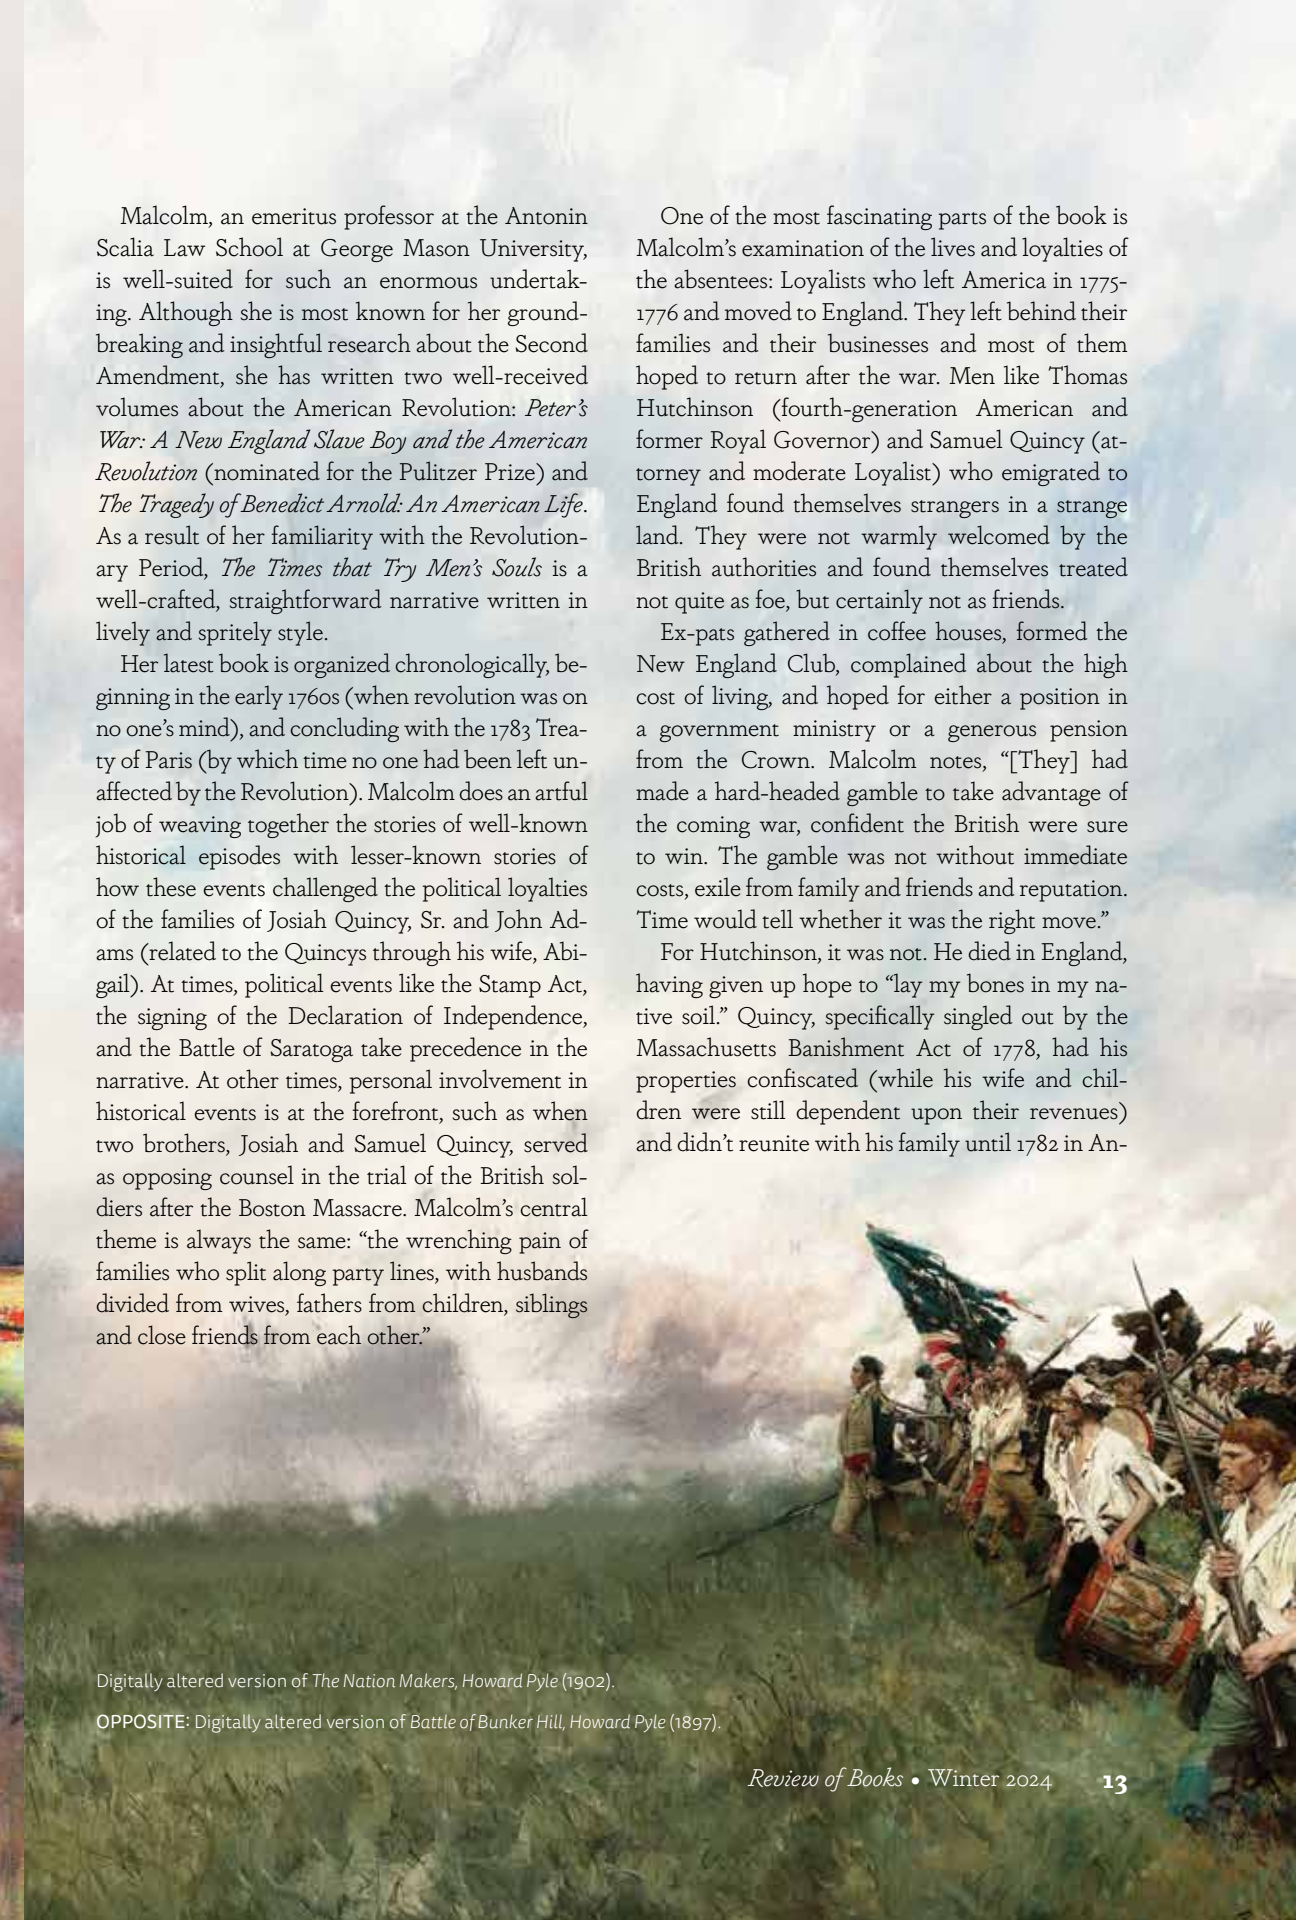 Malcolm, an emeritus professor at the Antonin
Scalia Law School at George Mason University,
is well-suited for such an enormous undertak-
ing. Although she is most known for her ground-
breaking and insightful research about the Second
Amendment, she has written two well-received
volumes about the American Revolution: Peter's
War: A New England Slave Boy and the American
Revolution (nominated for the Pulitzer Prize) and
The Tragedy of Benedict Arnold: An American Life.
As a result of her familiarity with the Revolution-
ary Period, The Times that Try Men's Souls is a
well-crafted, straightforward narrative written in
lively and spritely style.
Her latest book is organized chronologically, be-
ginning in the early 1760s (when revolution was on
no one's mind), and concluding with the 1783 Trea-
ty of Paris (by which time no one had been left un-
affected by the Revolution). Malcolm does an artful
job of weaving together the stories of well-known
historical episodes with lesser-known stories of
how these events challenged the political loyalties
of the families of Josiah Quincy, Sr. and John Ad-
ams (related to the Quincys through his wife, Abi-
gail). At times, political events like the Stamp Act,
the signing of the Declaration of Independence,
and the Battle of Saratoga take precedence in the
narrative. At other times, personal involvement in
historical events is at the forefront, such as when
two brothers, Josiah and Samuel Quincy, served
as opposing counsel in the trial of the British sol-
diers after the Boston Massacre. Malcolm's central
theme is always the same: “the wrenching pain of
families who split along party lines, with husbands
divided from wives, fathers from children, siblings
and close friends from each other.”
One of the most fascinating parts of the book is
Malcolm's examination of the lives and loyalties of
the absentees: Loyalists who left America in 1775-
1776 and moved to England. They left behind their
families and their businesses and most of them
hoped to return after the war. Men like Thomas
Hutchinson (fourth-generation American and
former Royal Governor) and Samuel Quincy (at-
torney and moderate Loyalist) who emigrated to
England found themselves strangers in a strange
land. They were not warmly welcomed by the
British authorities and found themselves treated
not quite as foe, but certainly not as friends.
Ex-pats gathered in coffee houses, formed the
New England Club, complained about the high
cost of living, and hoped for either a position in
a government ministry or a generous pension
from the Crown. Malcolm notes, “[They] had
made a hard-headed gamble to take advantage of
the coming war, confident the British were sure
to win. The gamble was not without immediate
costs, exile from family and friends and reputation.
Time would tell whether it was the right move.”
For Hutchinson, it was not. He died in England,
having given up hope to “lay my bones in my na-
tive soil.” Quincy, specifically singled out by the
Massachusetts Banishment Act of 1778, had his
properties confiscated (while his wife and chil-
dren were still dependent upon their revenues)
and didn't reunite with his family until 1782 in An-
Digitally altered version of The Nation Makers, Howard Pyle (1902).
OPPOSITE: Digitally altered version of Battle of Bunker Hill, Howard Pyle (1897).
Review of Books • Winter 2024 13